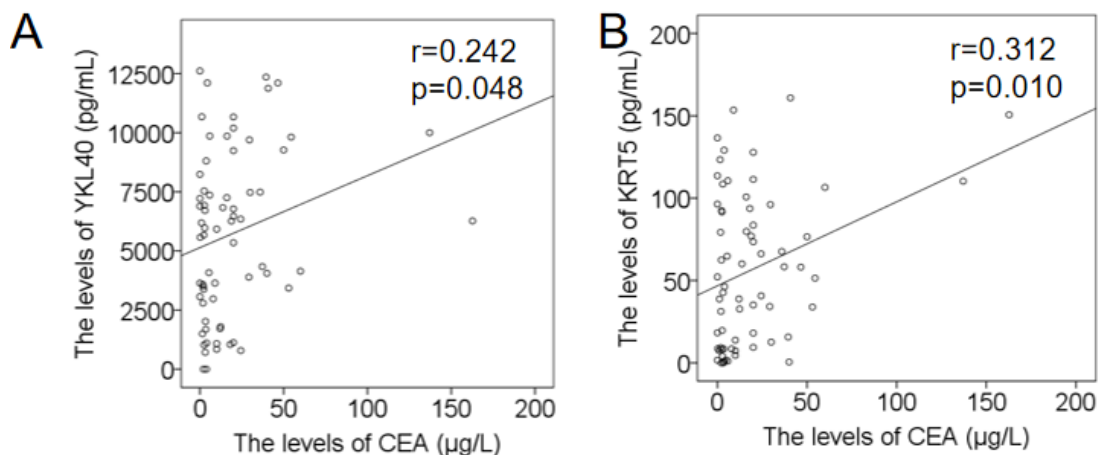 A
r=0.242
p=0.048
The levels of YKL40 (pg/mL)
12500
10000
7500
5000
2500
0
0
50
100
150
200
The levels of CEA (μg/L)
B
r=0.312
p=0.010
The levels of KRT5 (pg/mL)
200
150
100
50
0
0
50
100
150
200
The levels of CEA (μg/L)